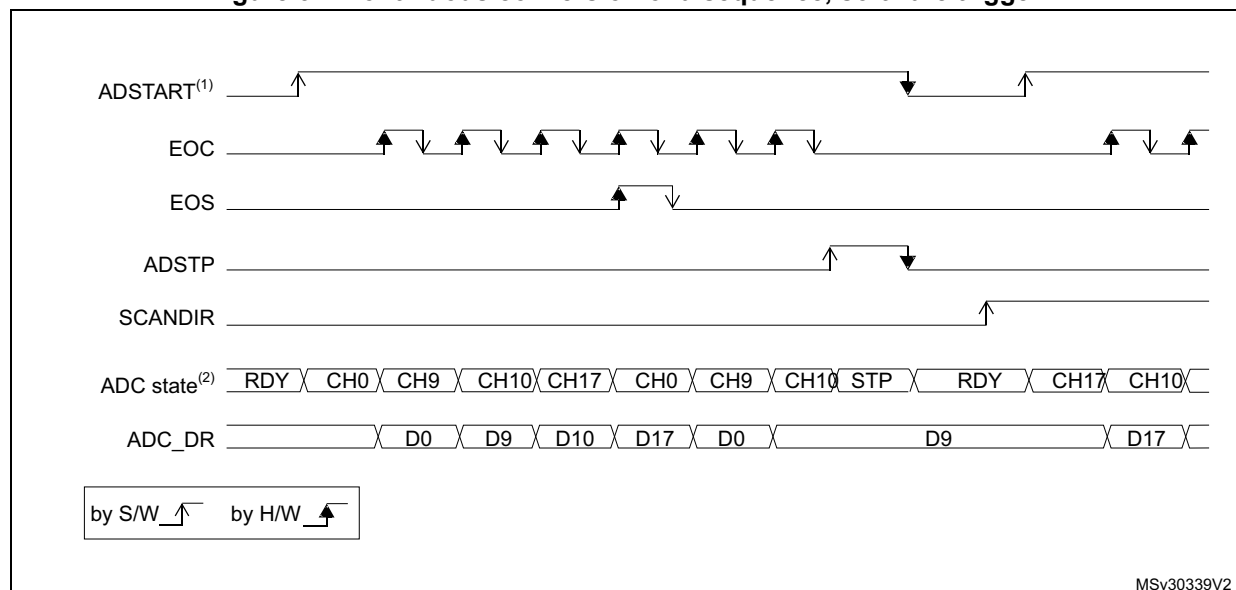 ADSTART(1)
EOC
EOS
ADSTP
SCANDIR
ADC state(2) RDY CH0 CH9 CH10 CH17 CH0 CH9 CH10 STP RDY CH17 CH10
ADC_DR D0 D9 D10 D17 D0 D9 D17
by S/W by H/W
MSv30339V2